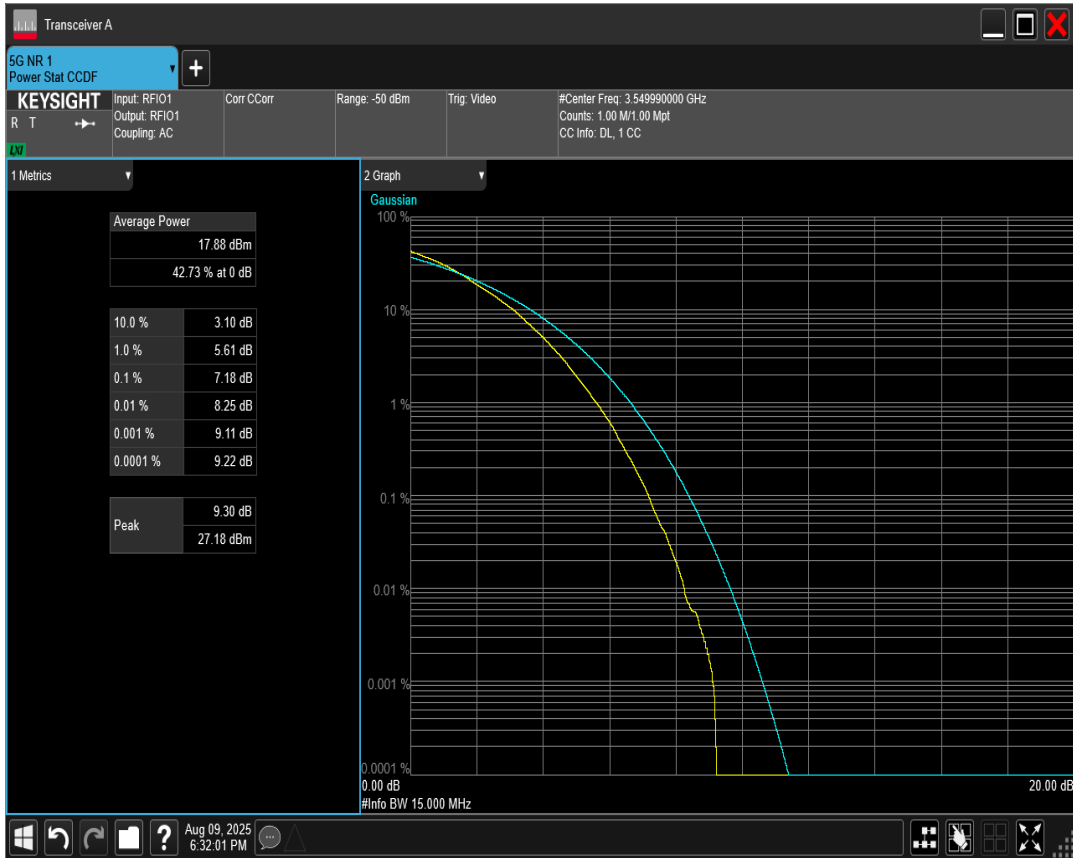 Transceiver A
5G NR 1
Power Stat CCDF
KEYSIGHT
R T
LXI
Input: RFIO1
Output: RFIO1
Coupling: AC
Corr CCorr
Range: -50 dBm
Trig: Video
#Center Freq: 3.549990000 GHz
Counts: 1.00 M/1.00 Mpt
CC Info: DL, 1 CC
1 Metrics
Average Power
17.88 dBm
42.73 % at 0 dB
10.0 % 3.10 dB
1.0 % 5.61 dB
0.1 % 7.18 dB
0.01 % 8.25 dB
0.001 % 9.11 dB
0.0001 % 9.22 dB
Peak 9.30 dB
27.18 dBm
2 Graph
Gaussian
100 %
10 %
1 %
0.1 %
0.01 %
0.001 %
0.0001 %
0.00 dB 20.00 dB
#Info BW 15.000 MHz
?
Aug 09, 2025
6:32:01 PM